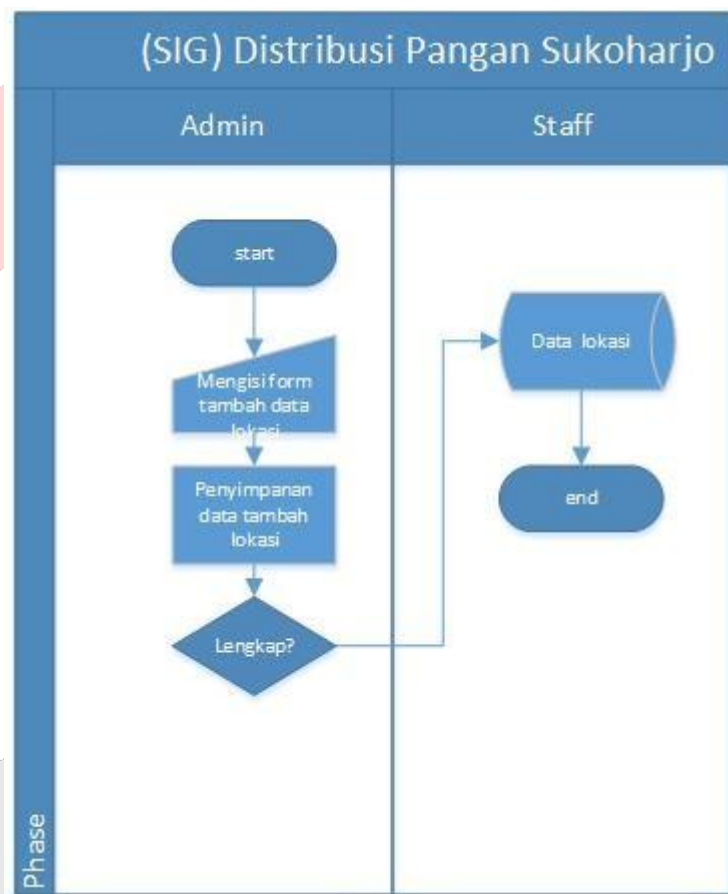 (SIG) Distribusi Pangan Sukoharjo
Admin
Staff
start
Mengisi form
tambah data
lokasi
Penyimpanan
data tambah
lokasi
Lengkap?
Data lokasi
end
Phase